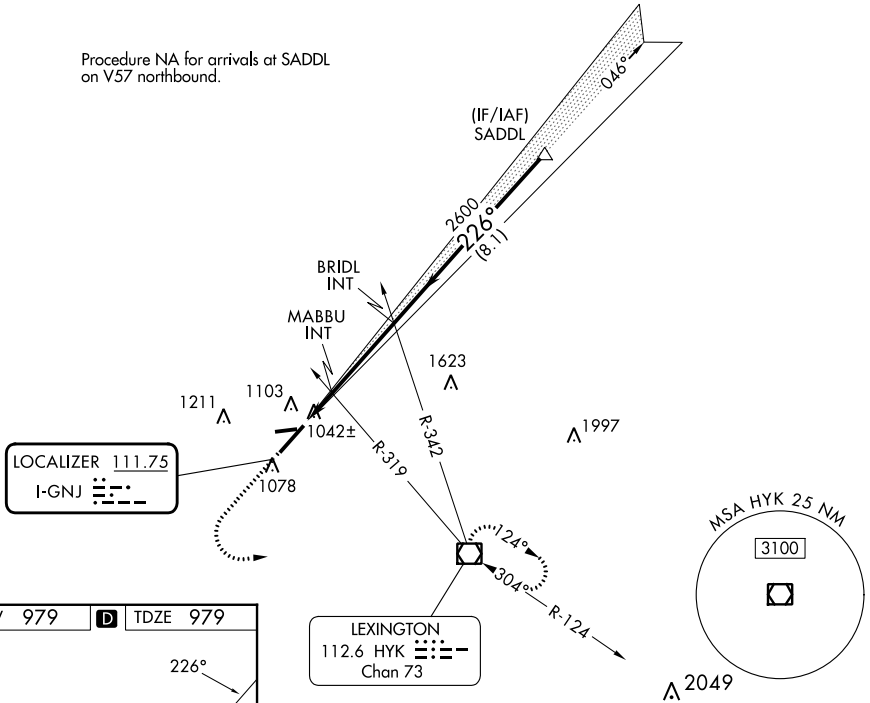 Procedure NA for arrivals at SADDL
on V57 northbound.
046°
(IF/IAF)
SADDL
2600
226°
(8.1)
BRIDL
INT
MABBU
INT
1623
1211
1103
1042±
1997
R-342
R-319
LOCALIZER 111.75
I-GNJ
1078
MSA HYK 25 NM
3100
124°
304°
R-124
LEXINGTON
112.6 HYK
Chan 73
979 D TDZE 979
226°
2049